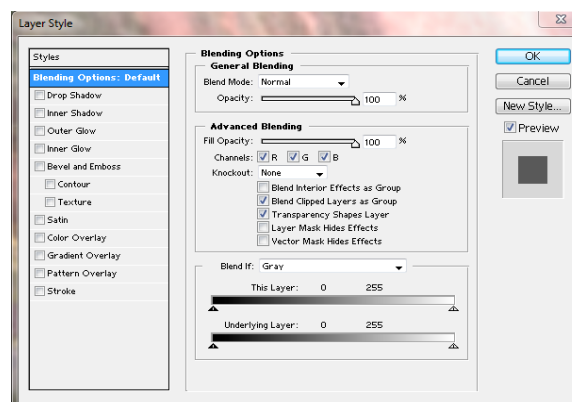 Layer Style
Styles
Blending Options: Default
Drop Shadow
Inner Shadow
Outer Glow
Inner Glow
Bevel and Emboss
Contour
Texture
Satin
Color Overlay
Gradient Overlay
Pattern Overlay
Stroke
Blending Options
General Blending
Blend Mode: Normal
Opacity: 100 %
Advanced Blending
Fill Opacity: 100 %
Channels: R G B
Knockout: None
Blend Interior Effects as Group
Blend Clipped Layers as Group
Transparency Shapes Layer
Layer Mask Hides Effects
Vector Mask Hides Effects
Blend If: Gray
This Layer: 0 255
Underlying Layer: 0 255
OK
Cancel
New Style...
Preview